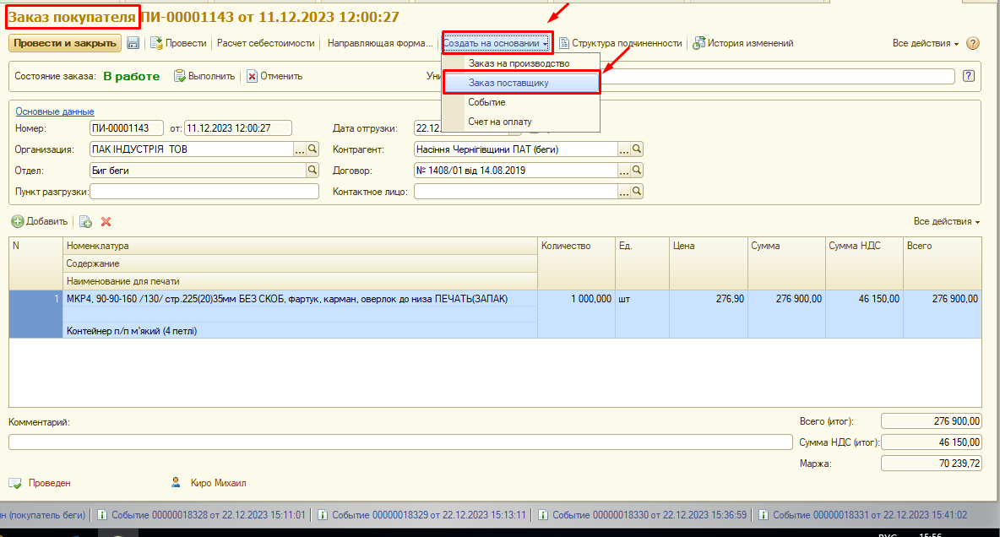 Заказ покупателя ПИ-00001143 от 11.12.2023 12:00:27
Провести и закрыть Провести Расчет себестоимости Направляющая форма... Создать на основании Структура подчиненности История изменений Все действия ?
Заказ на производство
Состояние заказа: В работе Выполнить Отменить ?
Заказ поставщику
Событие
Счет на оплату
Основные данные
Номер: ПИ-00001143 от: 11.12.2023 12:00:27 Дата отгрузки: 22.12.
Организация: ПАК ІНДУСТРІЯ ТОВ ... Контрагент: Насіння Чернігівщини ПАТ (беги) ...
Отдел: Биг беги Договор: № 1408/01 від 14.08.2019 ...
Пункт разгрузки: Контактное лицо: ...
Добавить Все действия
N Номенклатура Количество Ед. Цена Сумма Сумма НДС Всего
Содержание
Наименование для печати
1 МКР4, 90-90-160 /130/ стр.225(20)35мм БЕЗ СКОБ, фартук, карман, оверлок до низа ПЕЧАТЬ(ЗАПАК) 1 000,000 шт 276,90 276 900,00 46 150,00 276 900,00
Контейнер п/п м'який (4 петлі)
Комментарий: Всего (итог): 276 900,00
Сумма НДС (итог): 46 150,00
Маржа: 70 239,72
Проведен Киро Михаил
(покупатель беги) Событие 00000018328 от 22.12.2023 15:11:01 Событие 00000018329 от 22.12.2023 15:13:11 Событие 00000018330 от 22.12.2023 15:36:59 Событие 00000018331 от 22.12.2023 15:41:02
РУС 15:56